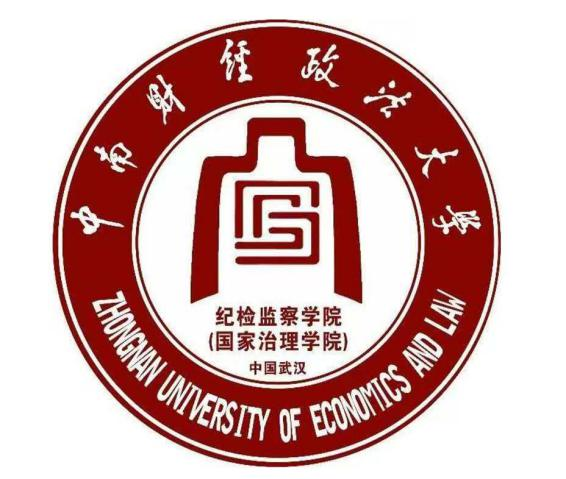 中南财经政法大学
纪检监察学院
(国家治理学院)
中国武汉
ZHONGNAN UNIVERSITY OF ECONOMICS AND LAW